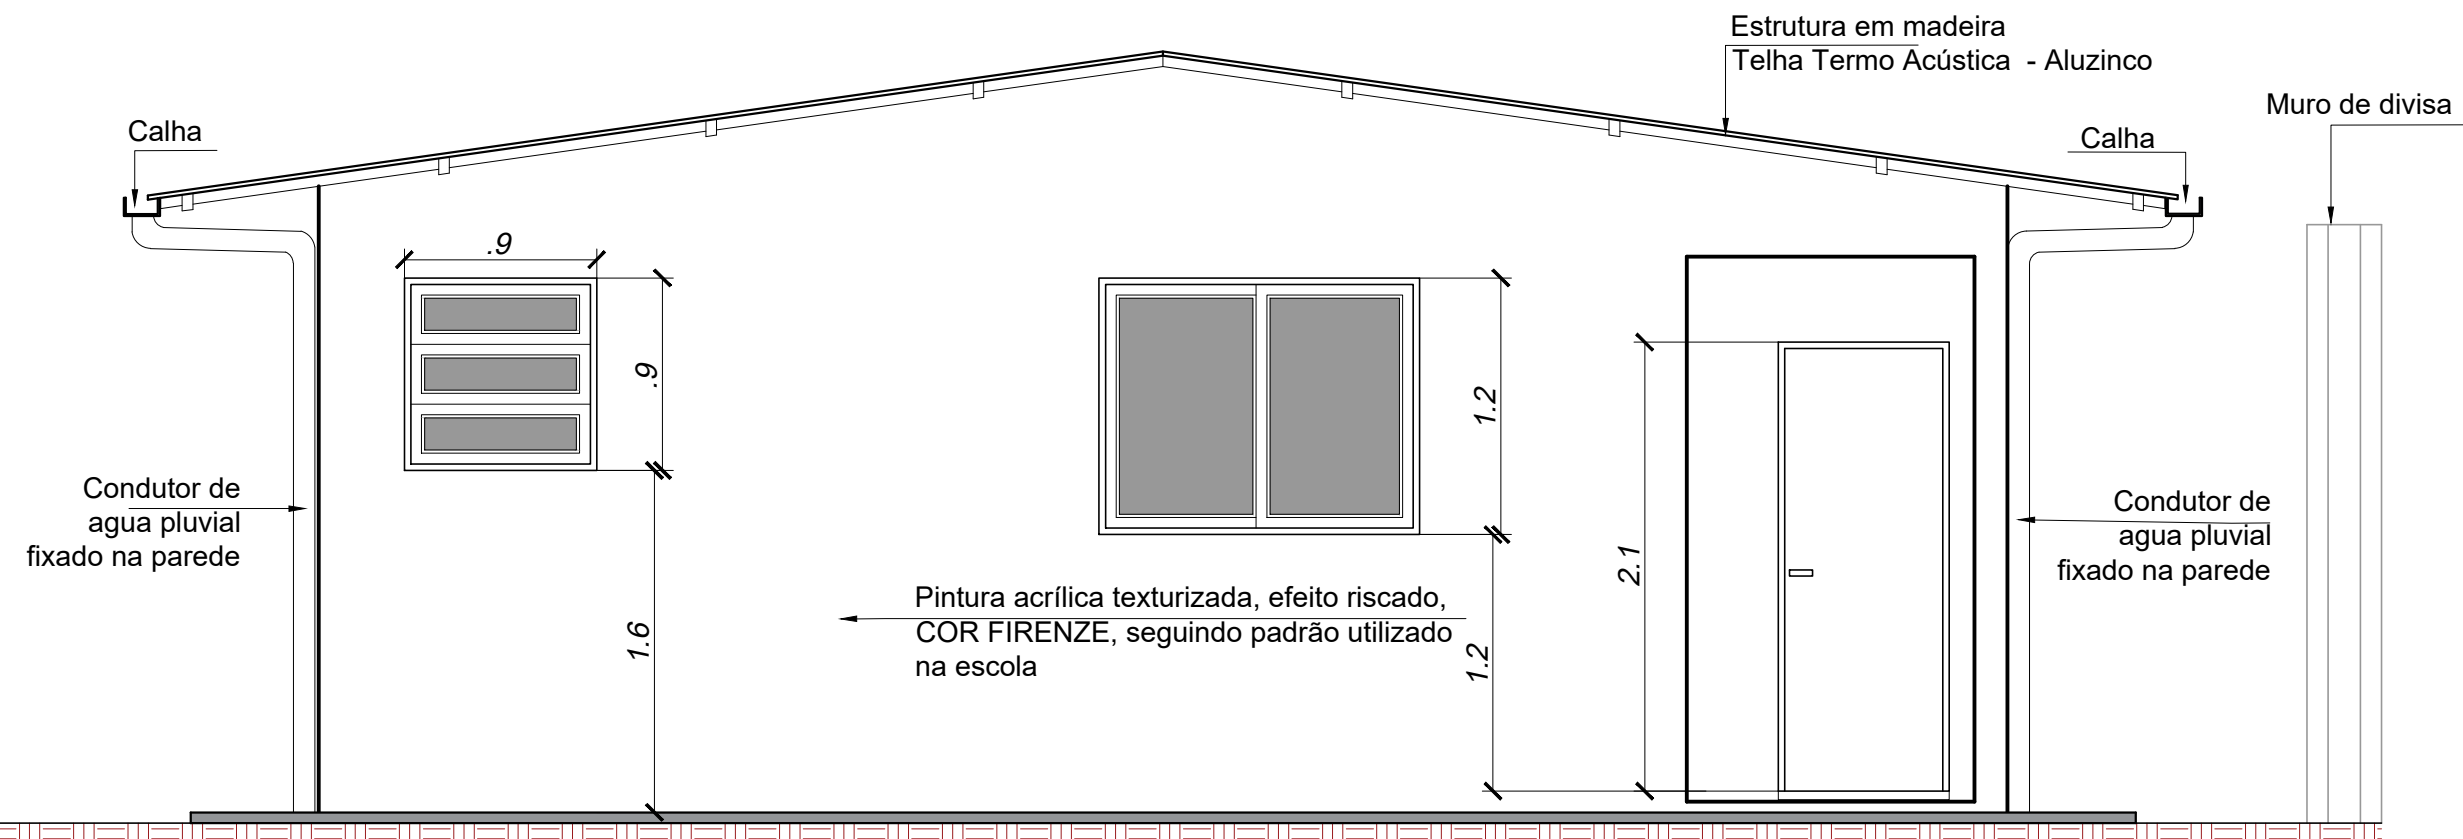 Estrutura em madeira
Telha Termo Acústica - Aluzinco
Muro de divisa
Calha
Calha
.9
.9
1.2
2.1
Condutor de
agua pluvial
fixado na parede
Condutor de
agua pluvial
fixado na parede
Pintura acrílica texturizada, efeito riscado,
COR FIRENZE, seguindo padrão utilizado
na escola
1.6
1.2